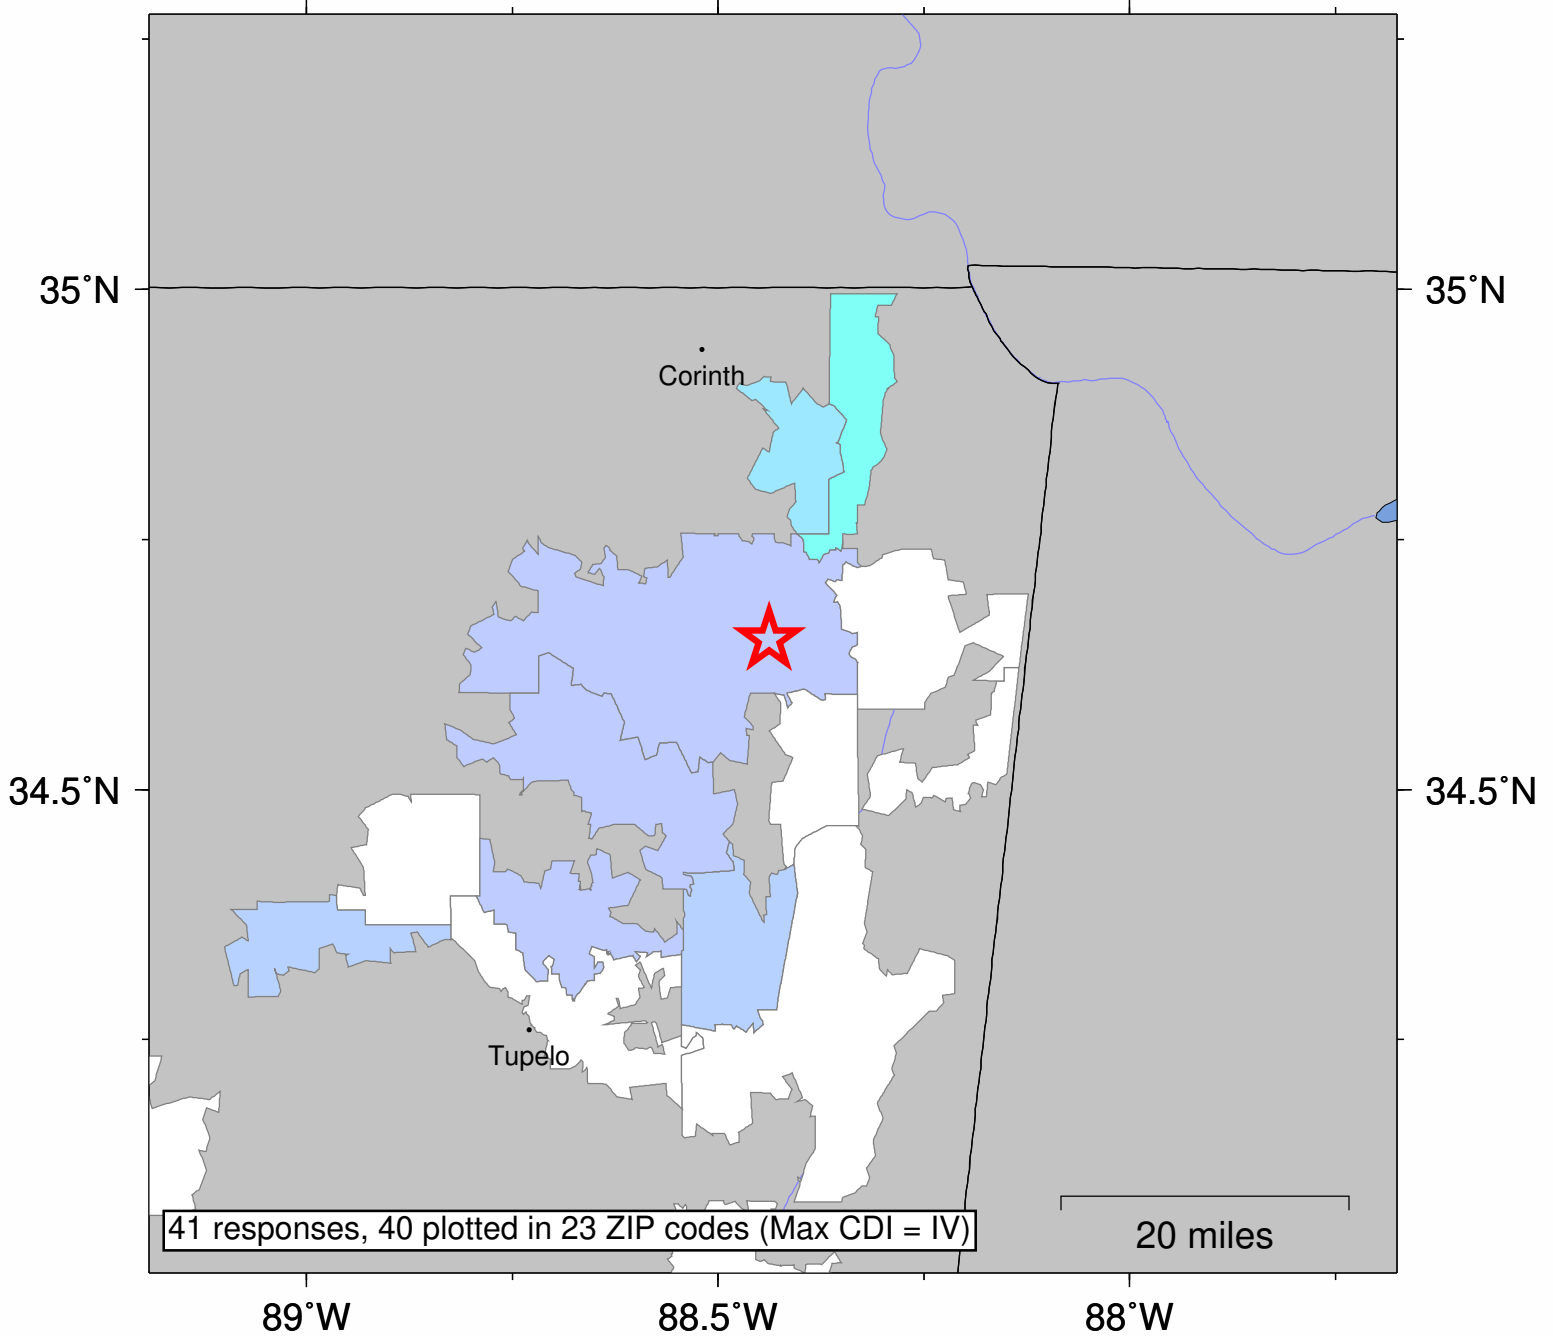 35˚N
35˚N
Corinth
34.5˚N
34.5˚N
Tupelo
41 responses, 40 plotted in 23 ZIP codes (Max CDI = IV)
20 miles
89˚W
88.5˚W
88˚W